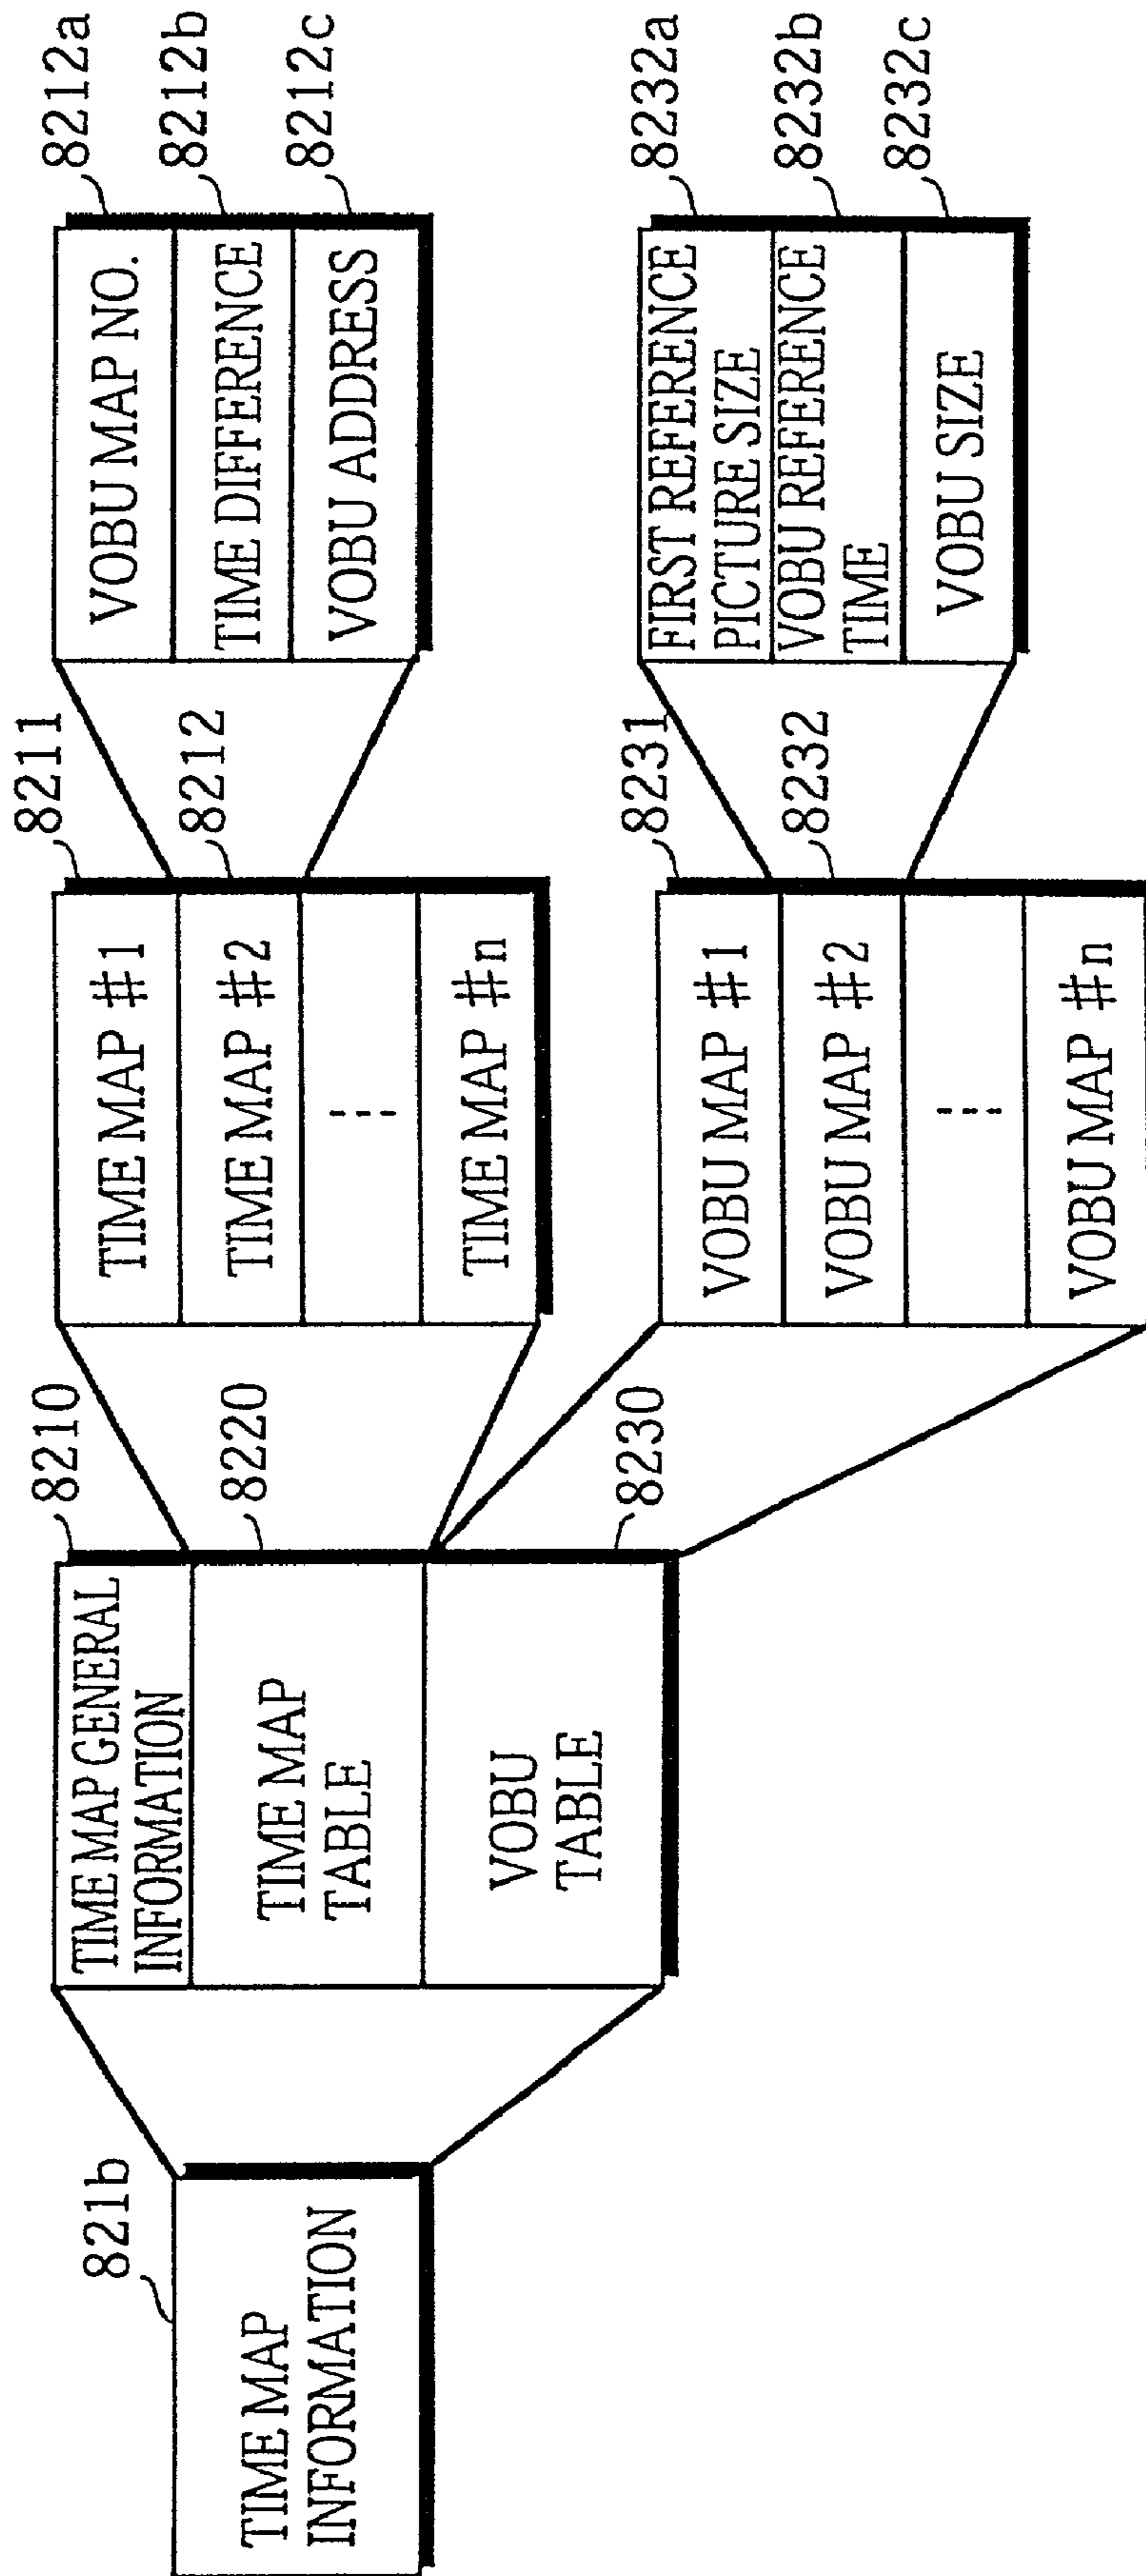 821b
TIME MAP
INFORMATION
8210
TIME MAP GENERAL
INFORMATION
8220
TIME MAP
TABLE
8230
VOBU
TABLE
8211
TIME MAP #1
8212
TIME MAP #2
⋮
TIME MAP #n
8231
VOBU MAP #1
8232
VOBU MAP #2
⋮
VOBU MAP #n
8212a
VOBU MAP NO.
8212b
TIME DIFFERENCE
8212c
VOBU ADDRESS
8232a
FIRST REFERENCE
PICTURE SIZE
8232b
VOBU REFERENCE
TIME
8232c
VOBU SIZE